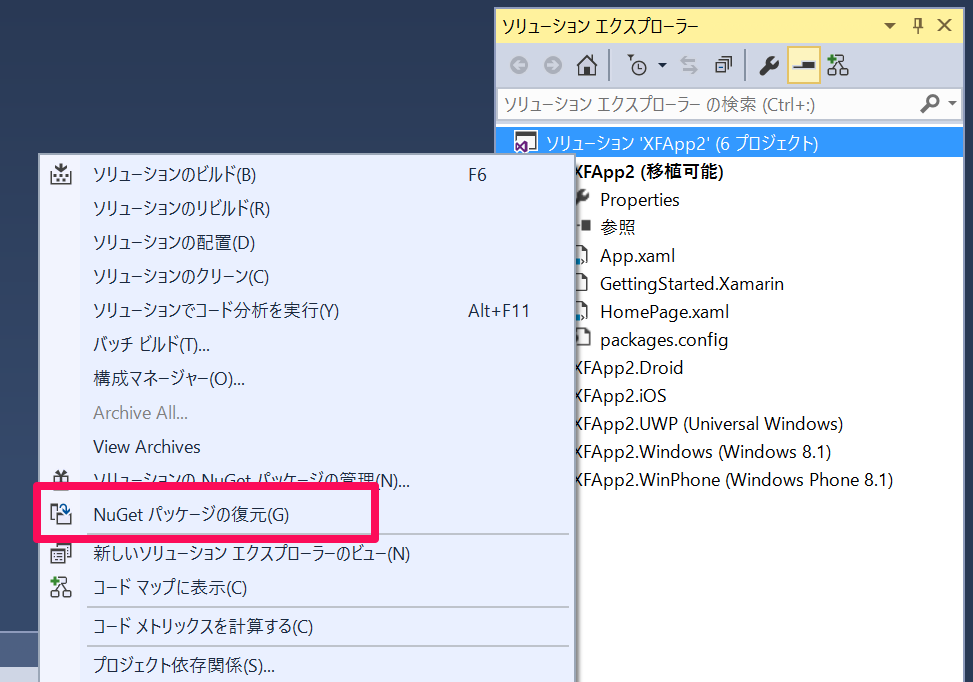 ソリューション エクスプローラー
ソリューション エクスプローラー の検索 (Ctrl+:)
ソリューション 'XFApp2' (6 プロジェクト)
XFApp2 (移植可能)
Properties
参照
App.xaml
GettingStarted.Xamarin
HomePage.xaml
packages.config
XFApp2.Droid
XFApp2.iOS
XFApp2.UWP (Universal Windows)
XFApp2.Windows (Windows 8.1)
XFApp2.WinPhone (Windows Phone 8.1)
ソリューションのビルド(B) F6
ソリューションのリビルド(R)
ソリューションの配置(D)
ソリューションのクリーン(C)
ソリューションでコード分析を実行(Y) Alt+F11
バッチ ビルド(T)...
構成マネージャー(O)...
Archive All...
View Archives
ソリューションの NuGet パッケージの管理(N)...
NuGet パッケージの復元(G)
新しいソリューション エクスプローラーのビュー(N)
コード マップに表示(C)
コード メトリックスを計算する(C)
プロジェクト依存関係(S)...